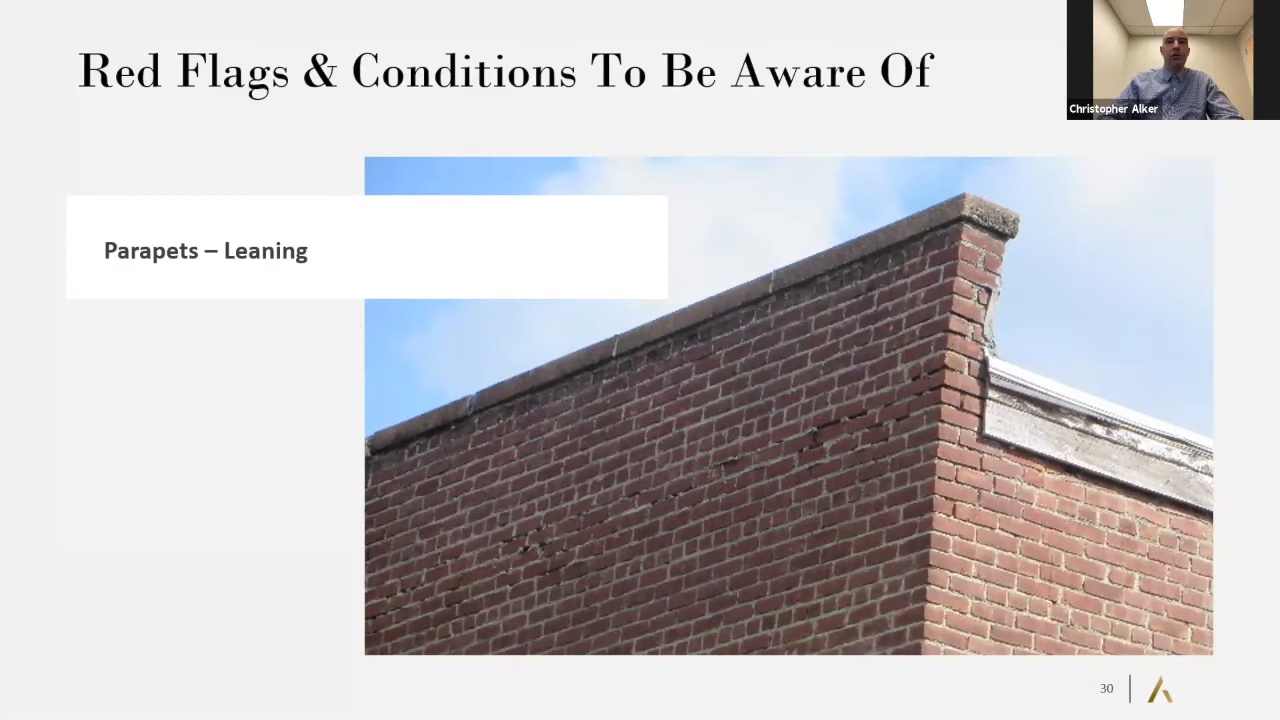 Red Flags & Conditions To Be Aware Of
Christopher Alker
Parapets – Leaning
30